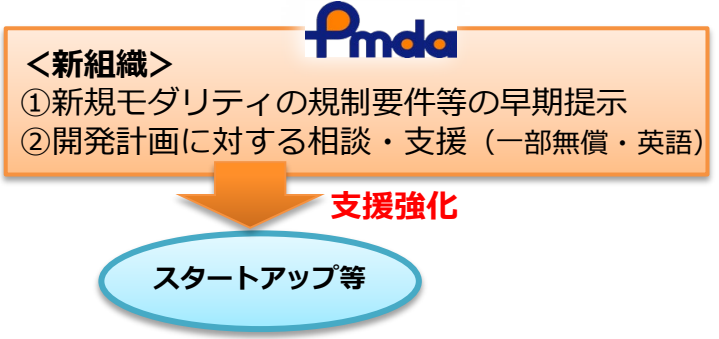 Pmda
＜新組織＞
①新規モダリティの規制要件等の早期提示
②開発計画に対する相談・支援（一部無償・英語）
支援強化
スタートアップ等